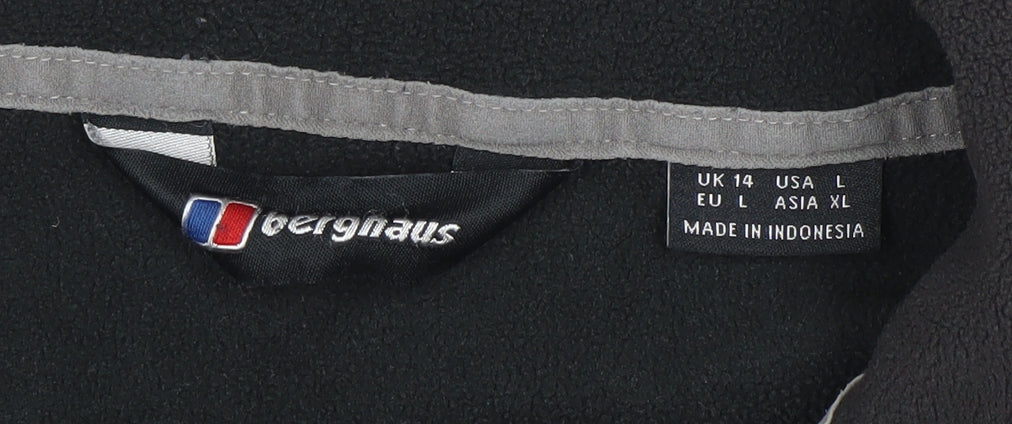 berghaus
UK 14 USA L
EU L ASIA XL
MADE IN INDONESIA